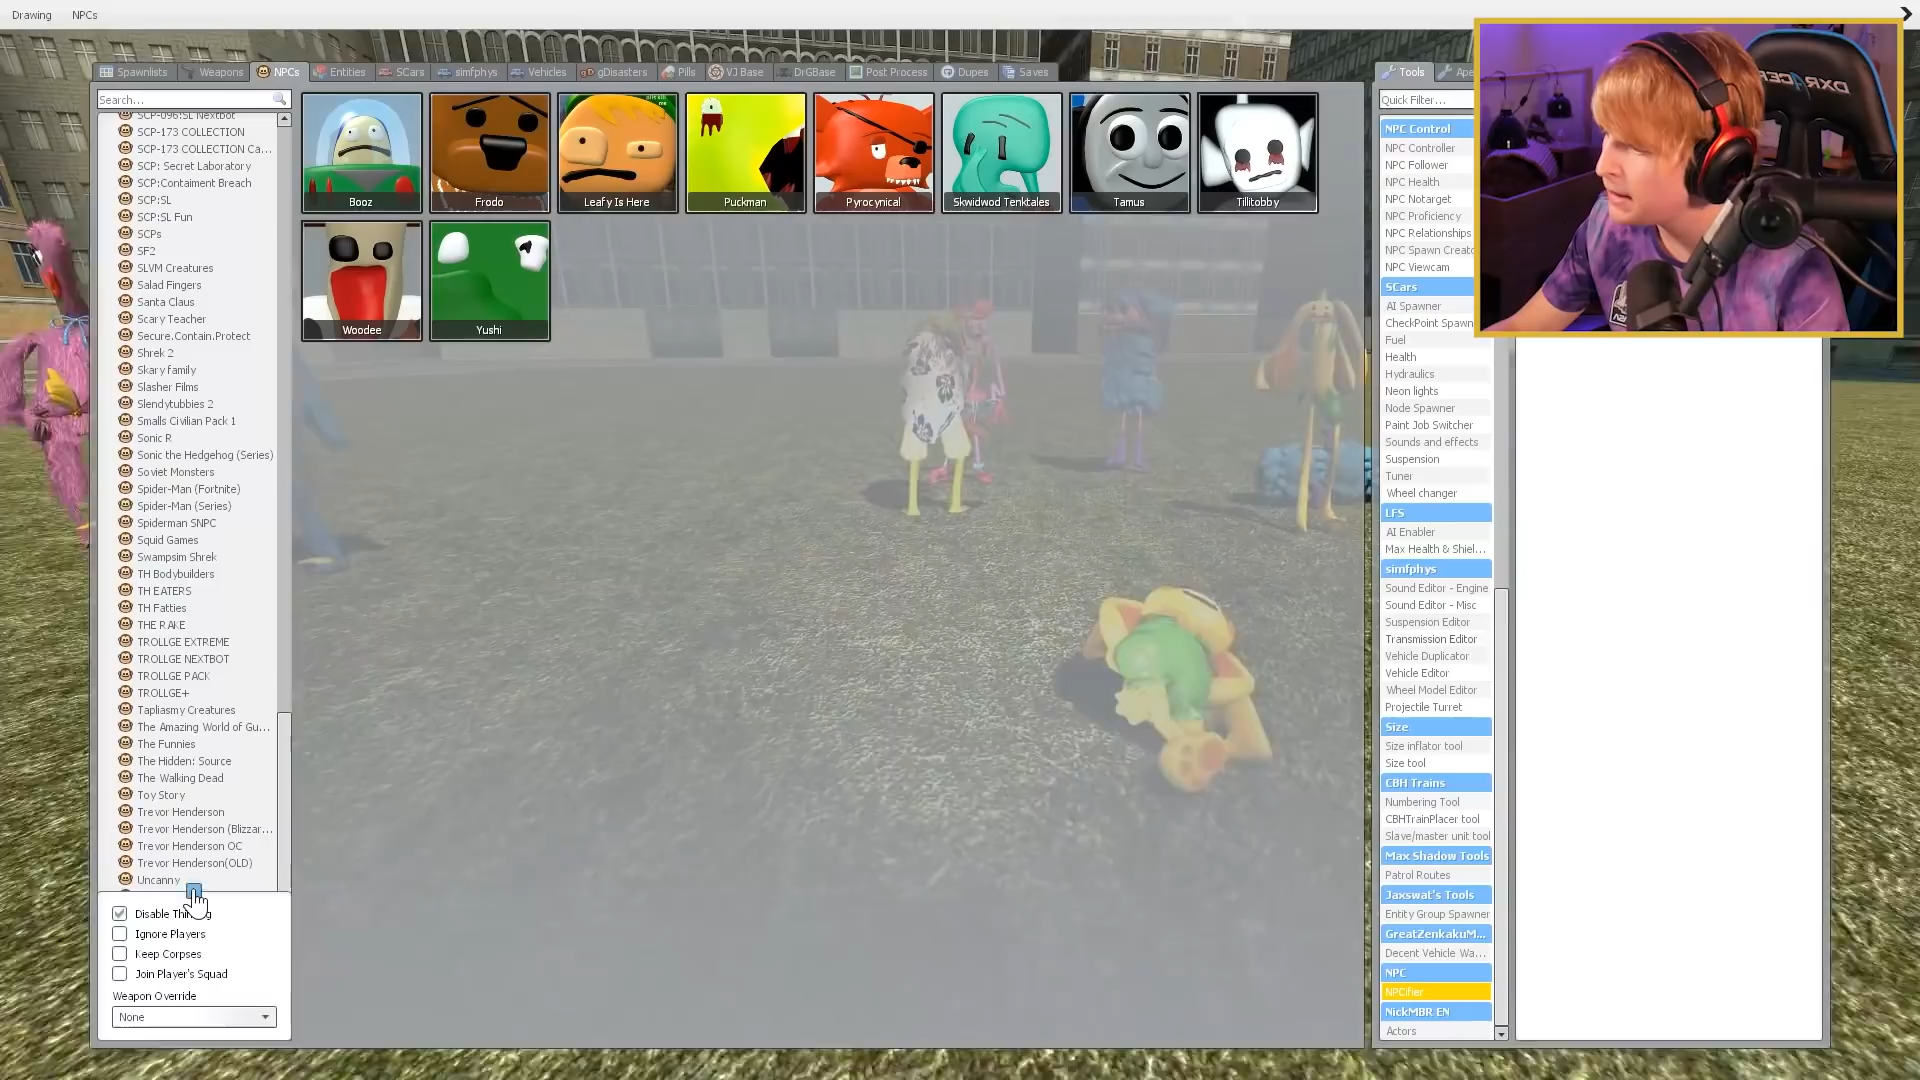 Drawing NPCs
Spawnlists Weapons NPCs Entities SCars simfphys Vehicles gDisasters Pills VJ Base DrGBase Post Process Dupes Saves
Search...
SCP-096:SL Nextbot
SCP-173 COLLECTION
SCP-173 COLLECTION Ca...
SCP: Secret Laboratory
SCP:Contaiment Breach
SCP:SL
SCP:SL Fun
SCPs
SF2
SLVM Creatures
Salad Fingers
Santa Claus
Scary Teacher
Secure.Contain.Protect
Shrek 2
Skary family
Slasher Films
Slendytubbies 2
Smalls Civilian Pack 1
Sonic R
Sonic the Hedgehog (Series)
Soviet Monsters
Spider-Man (Fortnite)
Spider-Man (Series)
Spiderman SNPC
Squid Games
Swampsim Shrek
TH Bodybuilders
TH EATERS
TH Fatties
THE RAKE
TROLLGE EXTREME
TROLLGE NEXTBOT
TROLLGE PACK
TROLLGE+
Tapliasmy Creatures
The Amazing World of Gu...
The Funnies
The Hidden: Source
The Walking Dead
Toy Story
Trevor Henderson
Trevor Henderson (Blizzar...
Trevor Henderson OC
Trevor Henderson(OLD)
Uncanny
Ignore Players
Keep Corpses
Join Player's Squad
Weapon Override
None
Booz Frodo Leafy Is Here Puckman Pyrocynical Skwidwod Tenktales Tamus Tillitobby
Woodee Yushi
Tools
Quick Filter...
NPC Control
NPC Controller
NPC Follower
NPC Health
NPC Notarget
NPC Proficiency
NPC Relationships
NPC Spawn Creato
NPC Viewcam
SCars
AI Spawner
CheckPoint Spawn
Fuel
Health
Hydraulics
Neon lights
Node Spawner
Paint Job Switcher
Sounds and effects
Suspension
Tuner
Wheel changer
LFS
AI Enabler
Max Health & Shiel...
simfphys
Sound Editor - Engine
Sound Editor - Misc
Suspension Editor
Transmission Editor
Vehicle Duplicator
Vehicle Editor
Wheel Model Editor
Projectile Turret
Size
Size inflator tool
Size tool
CBH Trains
Numbering Tool
CBHTrainPlacer tool
Slave/master unit tool
Max Shadow Tools
Patrol Routes
Jaxswat's Tools
Entity Group Spawner
GreatZenkakuM...
Decent Vehicle Wa...
NPC
NPCifier
NickMBR EN
Actors
DXRACER